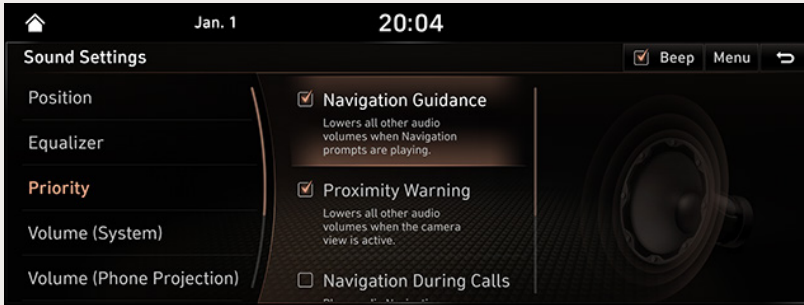 Jan. 1
20:04
Sound Settings
Beep
Menu
Position
Equalizer
Priority
Volume (System)
Volume (Phone Projection)
Navigation Guidance
Lowers all other audio
volumes when Navigation
prompts are playing.
Proximity Warning
Lowers all other audio
volumes when the camera
view is active.
Navigation During Calls